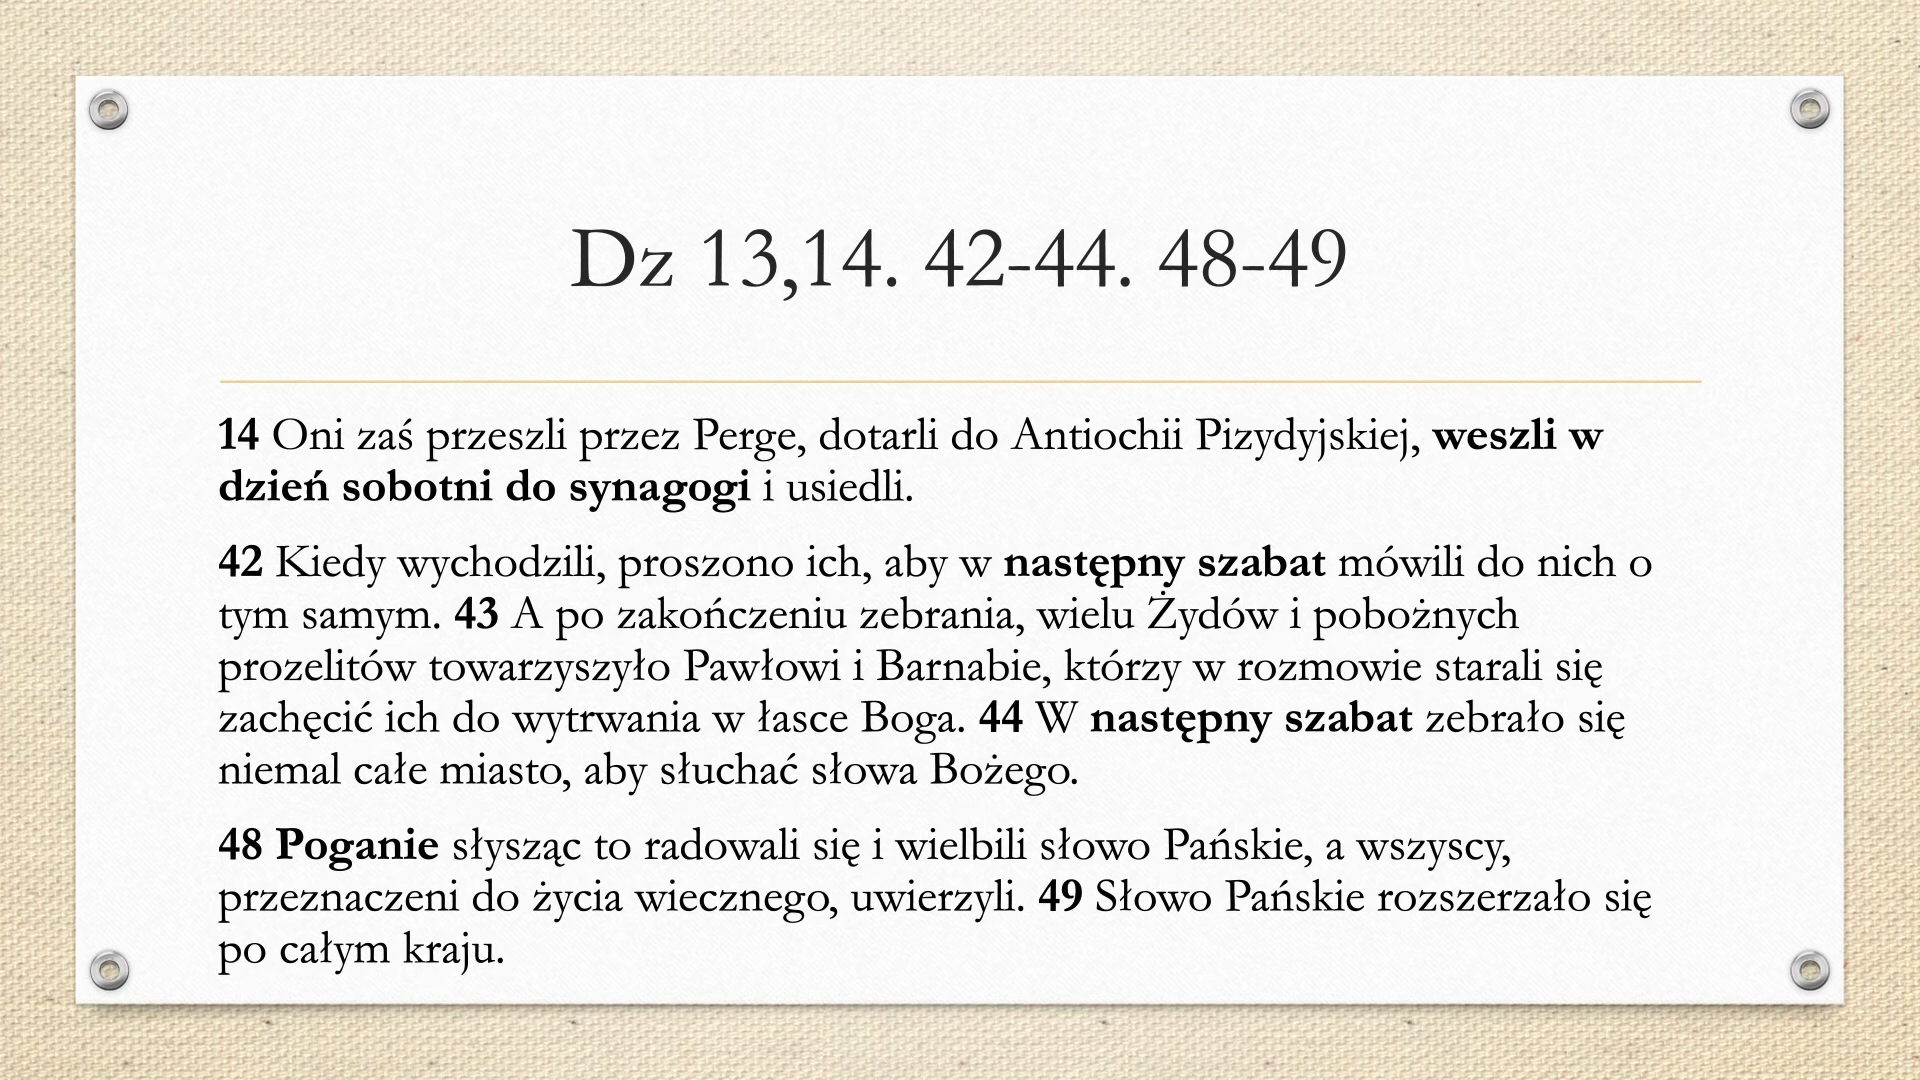 Dz 13,14. 42-44. 48-49
14 Oni zaś przeszli przez Perge, dotarli do Antiochii Pizydyjskiej, weszli w
dzień sobotni do synagogi i usiedli.
42 Kiedy wychodzili, proszono ich, aby w następny szabat mówili do nich o
tym samym. 43 A po zakończeniu zebrania, wielu Żydów i pobożnych
prozelitów towarzyszyło Pawłowi i Barnabie, którzy w rozmowie starali się
zachęcić ich do wytrwania w łasce Boga. 44 W następny szabat zebrało się
niemal całe miasto, aby słuchać słowa Bożego.
48 Poganie słysząc to radowali się i wielbili słowo Pańskie, a wszyscy,
przeznaczeni do życia wiecznego, uwierzyli. 49 Słowo Pańskie rozszerzało się
po całym kraju.